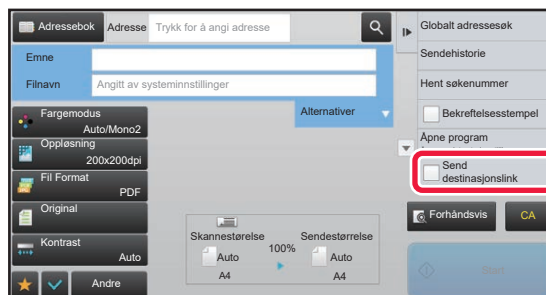 Adressebok
Adresse
Trykk for å angi adresse
Emne
Filnavn
Angitt av systeminnstillinger
Alternativer
Fargemodus
Auto/Mono2
Oppløsning
200x200dpi
Fil Format
PDF
Original
Kontrast
Auto
Andre
Skannestørelse
Auto
A4
100%
Sendestørrelse
Auto
A4
Globalt adressesøk
Sendehistorie
Hent søkenummer
Bekreftelsesstempel
Åpne program
Send
destinasjonslink
Forhåndsvis
CA
Start